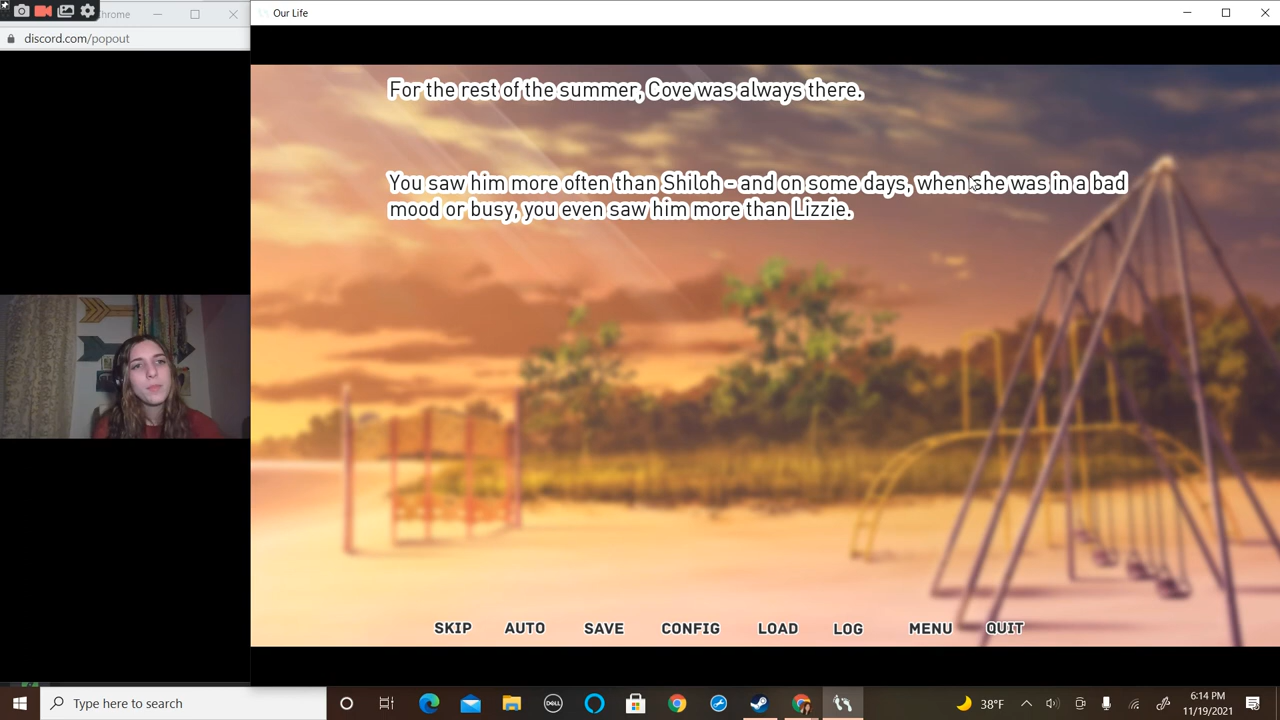 Chrome
Our Life
discord.com/popout
For the rest of the summer, Cove was always there.
You saw him more often than Shiloh - and on some days, when she was in a bad
mood or busy, you even saw him more than Lizzie.
SKIP AUTO SAVE CONFIG LOAD LOG MENU QUIT
Type here to search
DELL
38°F
6:14 PM
11/19/2021